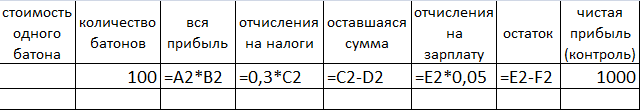 стоимость одного батона	количество батонов	вся прибыль	отчисления на налоги	оставшаяся сумма	отчисления на зарплату	остаток	чистая прибыль (контроль)
100	=A2*B2	=0,3*C2	=C2-D2	=E2*0,05	=E2-F2	1000